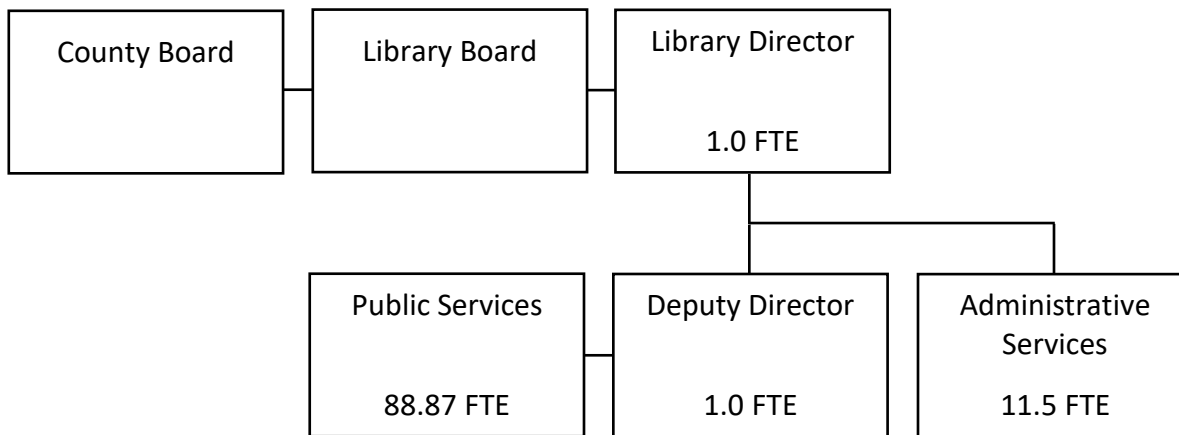 County Board
Library Board
Library Director
1.0 FTE
Public Services
88.87 FTE
Deputy Director
1.0 FTE
Administrative
Services
11.5 FTE